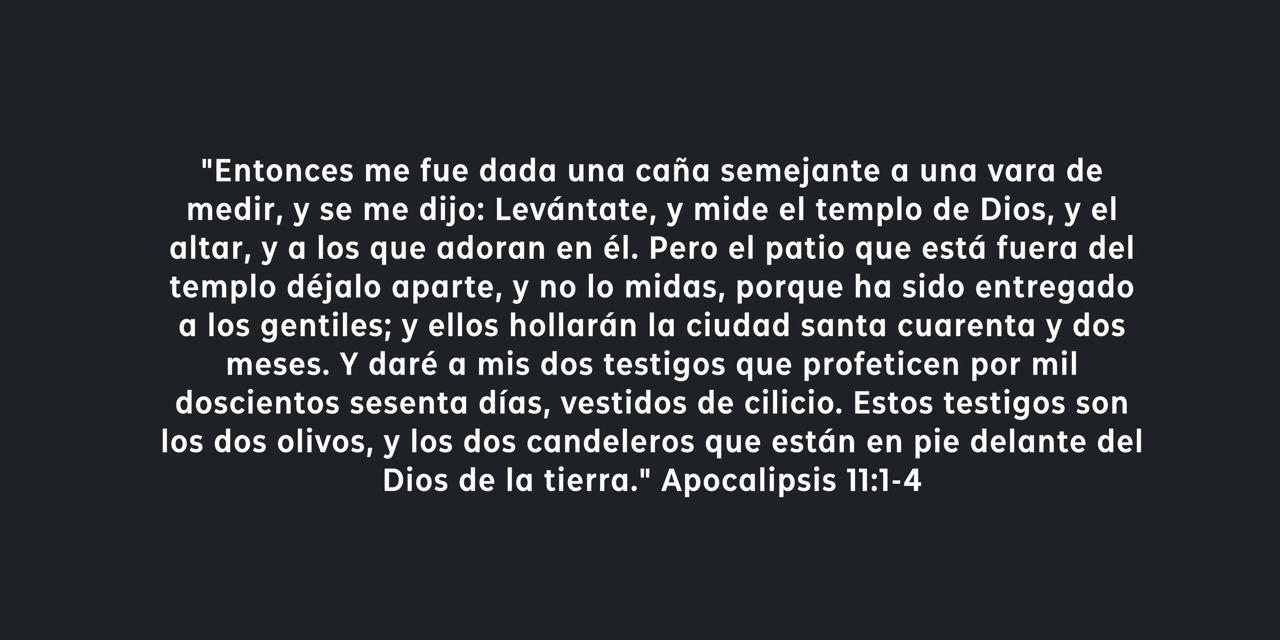 "Entonces me fue dada una caña semejante a una vara de
medir, y se me dijo: Levántate, y mide el templo de Dios, y el
altar, y a los que adoran en él. Pero el patio que está fuera del
templo déjalo aparte, y no lo midas, porque ha sido entregado
a los gentiles; y ellos hollarán la ciudad santa cuarenta y dos
meses. Y daré a mis dos testigos que profeticen por mil
doscientos sesenta días, vestidos de cilicio. Estos testigos son
los dos olivos, y los dos candeleros que están en pie delante del
Dios de la tierra." Apocalipsis 11:1-4